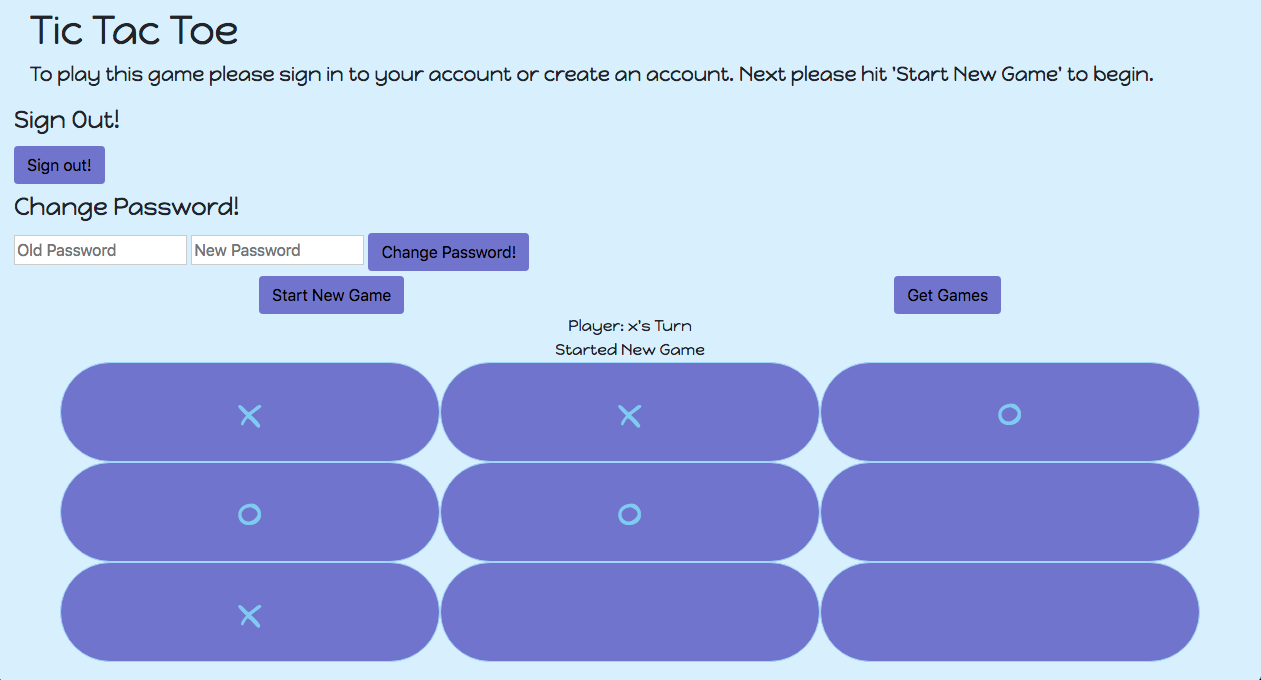 Tic Tac Toe
To play this game please sign in to your account or create an account. Next please hit 'Start New Game' to begin.
Sign Out!
Sign out!
Change Password!
Old Password New Password Change Password!
Start New Game Get Games
Player: x's Turn
Started New Game
x x o
o o
x